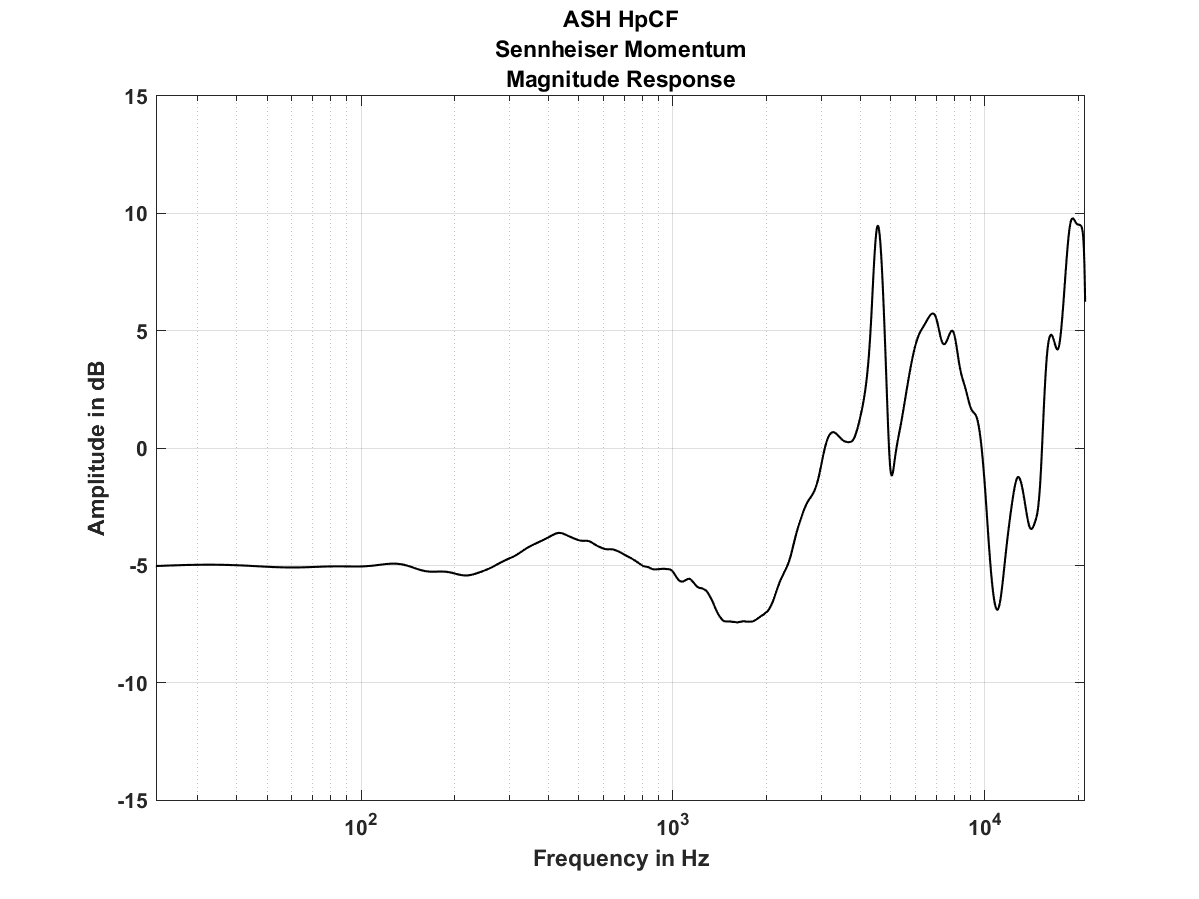 ASH HpCF
Sennheiser Momentum
Magnitude Response
15
10
5
0
-5
-10
-15
Amplitude in dB
10² 10³ 10⁴
Frequency in Hz